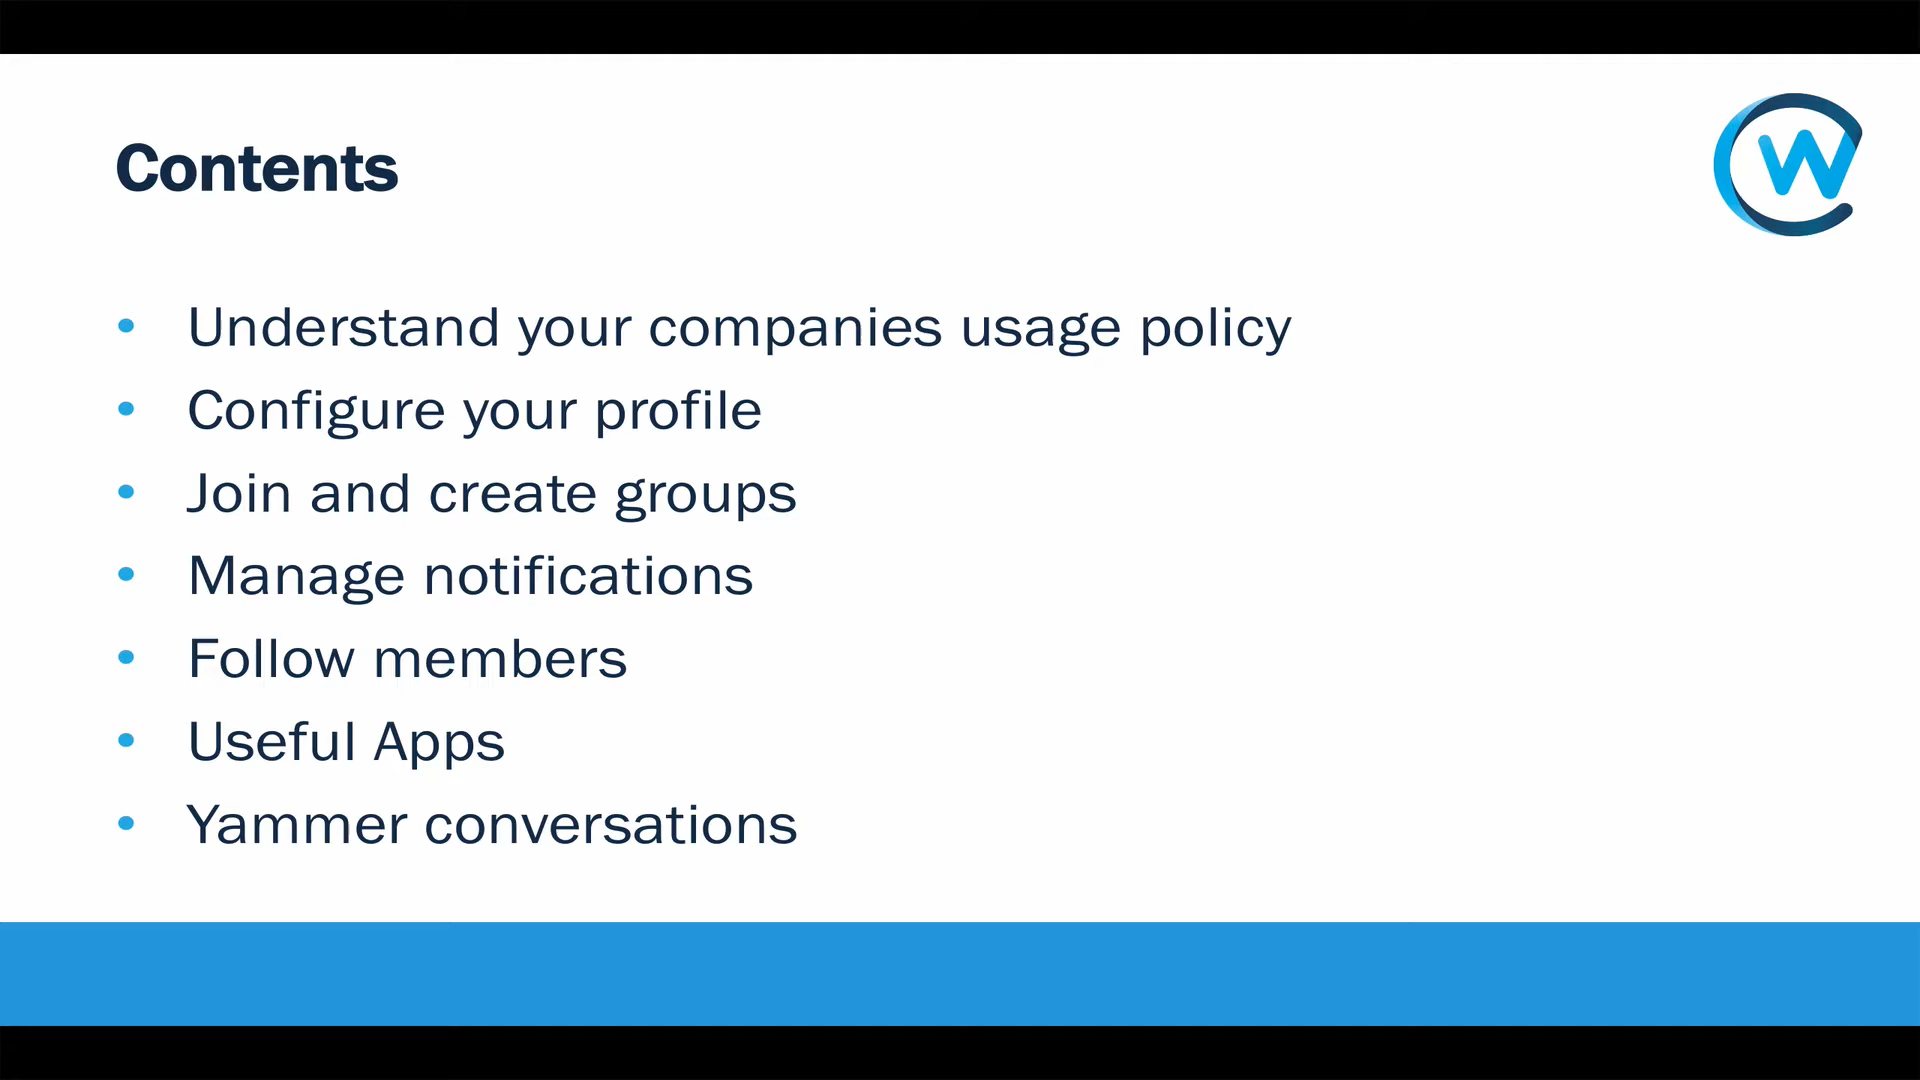 Contents
• Understand your companies usage policy
• Configure your profile
• Join and create groups
• Manage notifications
• Follow members
• Useful Apps
• Yammer conversations